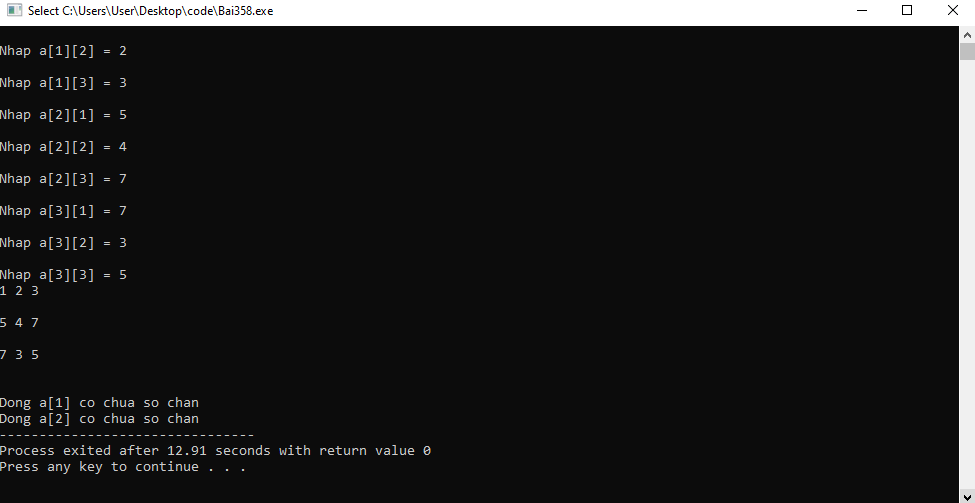 Select C:\Users\User\Desktop\code\Bai358.exe
Nhap a[1][2] = 2
Nhap a[1][3] = 3
Nhap a[2][1] = 5
Nhap a[2][2] = 4
Nhap a[2][3] = 7
Nhap a[3][1] = 7
Nhap a[3][2] = 3
Nhap a[3][3] = 5
1 2 3
5 4 7
7 3 5
Dong a[1] co chua so chan
Dong a[2] co chua so chan
--------------------------------
Process exited after 12.91 seconds with return value 0
Press any key to continue . . .